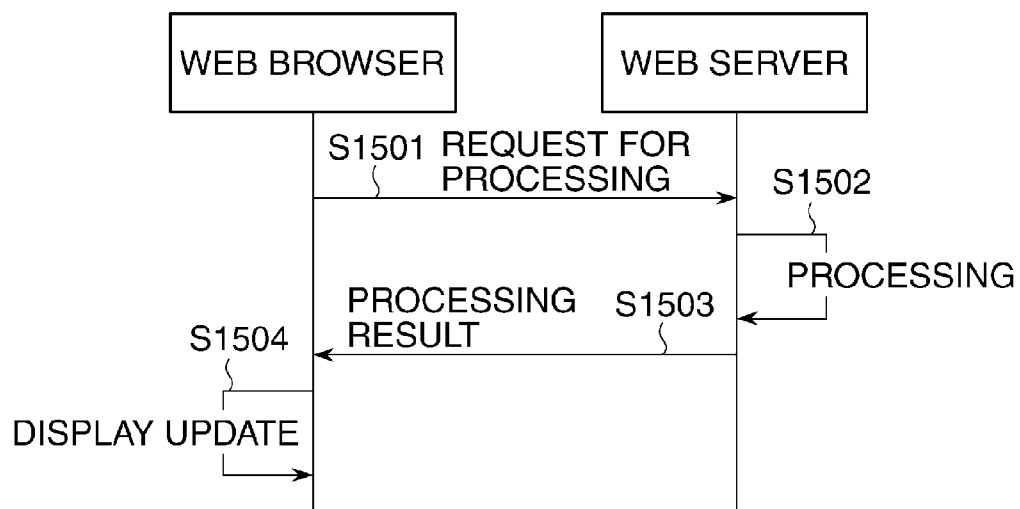 WEB BROWSER
WEB SERVER
S1501
REQUEST FOR
PROCESSING
S1502
PROCESSING
S1503
PROCESSING
RESULT
S1504
DISPLAY UPDATE